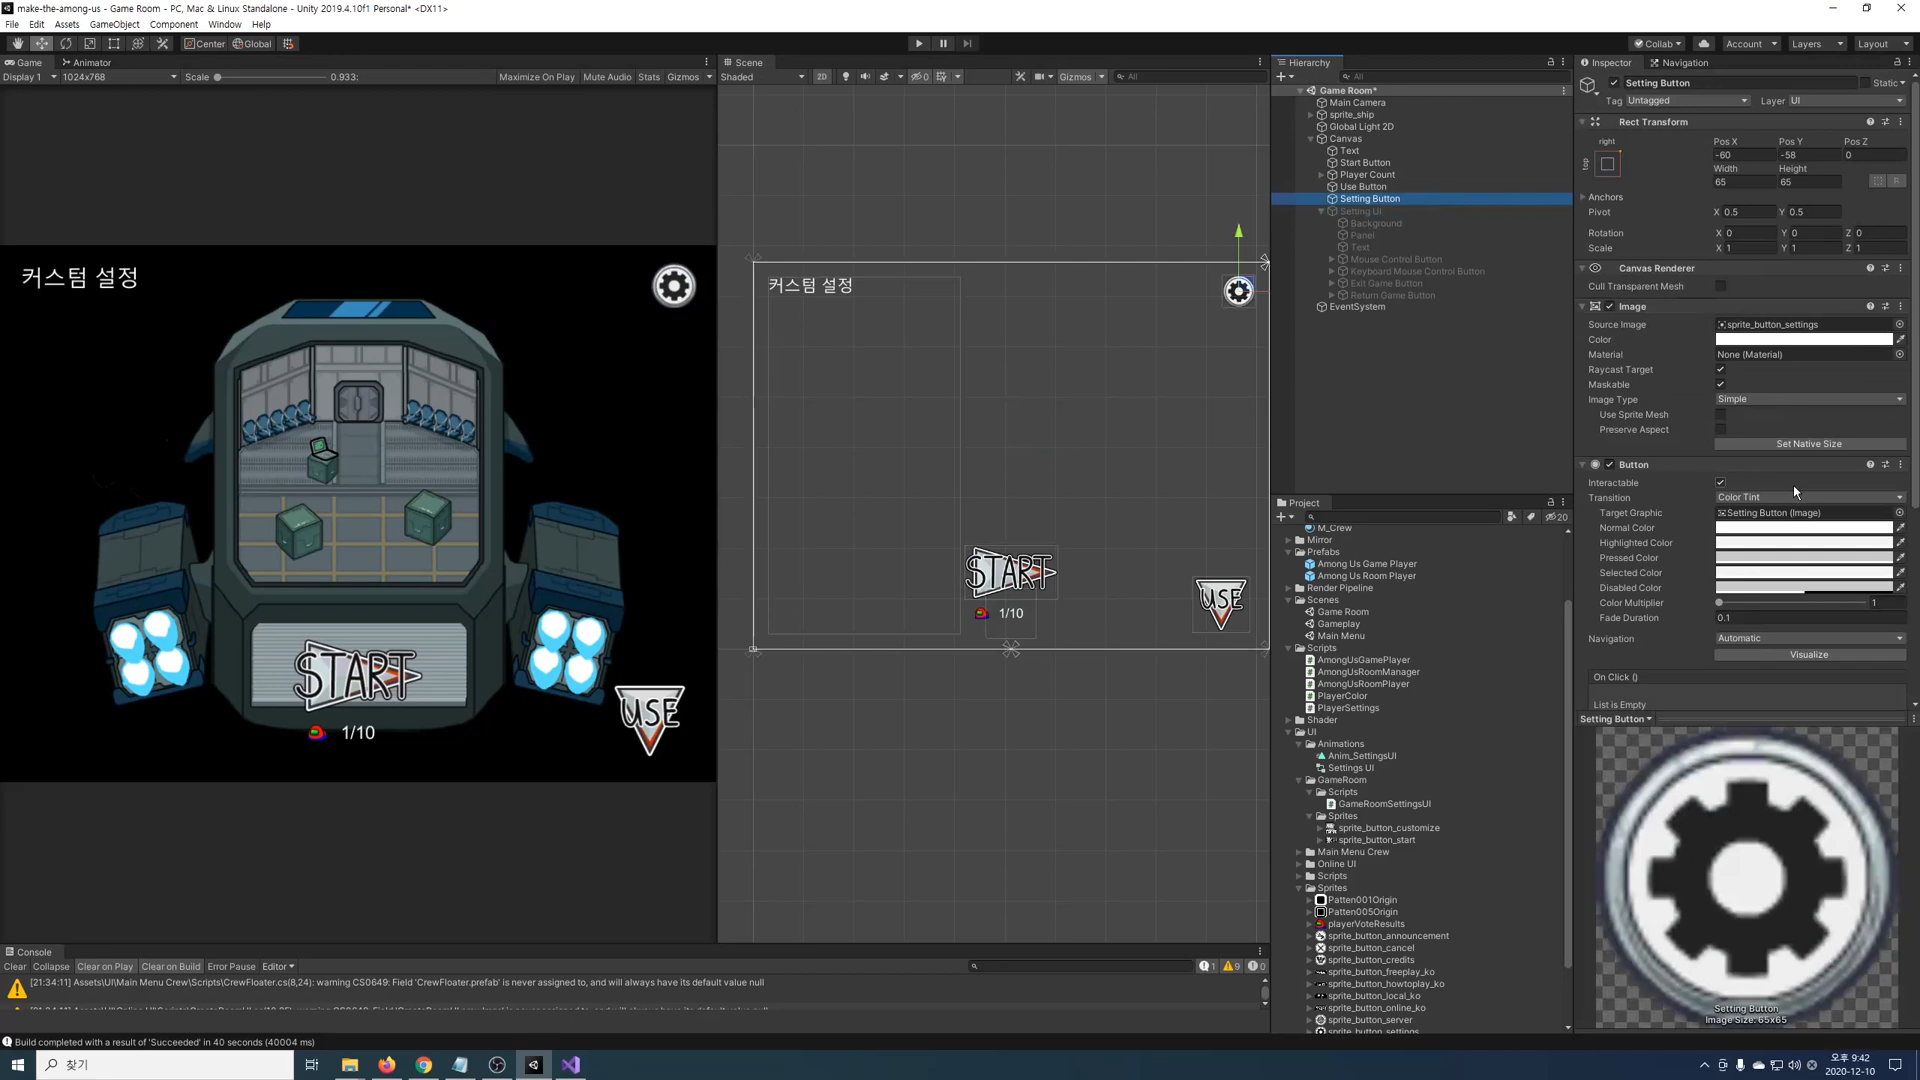 make-the-among-us - Game Room - PC, Mac & Linux Standalone - Unity 2019.4.10f1 Personal* <DX11>
File Edit Assets GameObject Component Window Help
Center Global
Collab Account Layers Layout
Game Animator
Display 1 1024x768 Scale 0.933: Maximize On Play Mute Audio Stats Gizmos
커스텀 설정
START
1/10
USE
Scene
Shaded 2D Gizmos All
커스텀 설정
START
1/10
USE
Hierarchy
All
Game Room*
Main Camera
sprite_ship
Global Light 2D
Canvas
Text
Start Button
Player Count
Use Button
Setting Button
Setting UI
Background
Panel
Text
Mouse Control Button
Keyboard Mouse Control Button
Exit Game Button
Return Game Button
EventSystem
Project
20
M_Crew
Mirror
Prefabs
Among Us Game Player
Among Us Room Player
Render Pipeline
Scenes
Game Room
Gameplay
Main Menu
Scripts
AmongUsGamePlayer
AmongUsRoomManager
AmongUsRoomPlayer
PlayerColor
PlayerSettings
Shader
UI
Animations
Anim_SettingsUI
Settings UI
GameRoom
Scripts
GameRoomSettingsUI
Sprites
sprite_button_customize
sprite_button_start
Main Menu Crew
Online UI
Scripts
Sprites
Patten001Origin
Patten005Origin
playerVoteResults
sprite_button_announcement
sprite_button_cancel
sprite_button_credits
sprite_button_freeplay_ko
sprite_button_howtoplay_ko
sprite_button_local_ko
sprite_button_online_ko
sprite_button_server
sprite_button_settings
Inspector Navigation
Setting Button Static
Tag Untagged Layer UI
Rect Transform
right
top
Pos X Pos Y Pos Z
-60 -58 0
Width Height
65 65
R
Anchors
Pivot X 0.5 Y 0.5
Rotation X 0 Y 0 Z 0
Scale X 1 Y 1 Z 1
Canvas Renderer
Cull Transparent Mesh
Image
Source Image sprite_button_settings
Color
Material None (Material)
Raycast Target
Maskable
Image Type Simple
Use Sprite Mesh
Preserve Aspect
Set Native Size
Button
Interactable
Transition Color Tint
Target Graphic Setting Button (Image)
Normal Color
Highlighted Color
Pressed Color
Selected Color
Disabled Color
Color Multiplier 1
Fade Duration 0.1
Navigation Automatic
Visualize
On Click ()
List is Empty
Setting Button
Setting Button
Image Size: 65x65
Console
Clear Collapse Clear on Play Clear on Build Error Pause Editor 1 9 0
[21:34:11] Assets\UI\Main Menu Crew\Scripts\CrewFloater.cs(8,24): warning CS0649: Field 'CrewFloater.prefab' is never assigned to, and will always have its default value null
Build completed with a result of 'Succeeded' in 40 seconds (40004 ms)
찾기
오후 9:42
2020-12-10